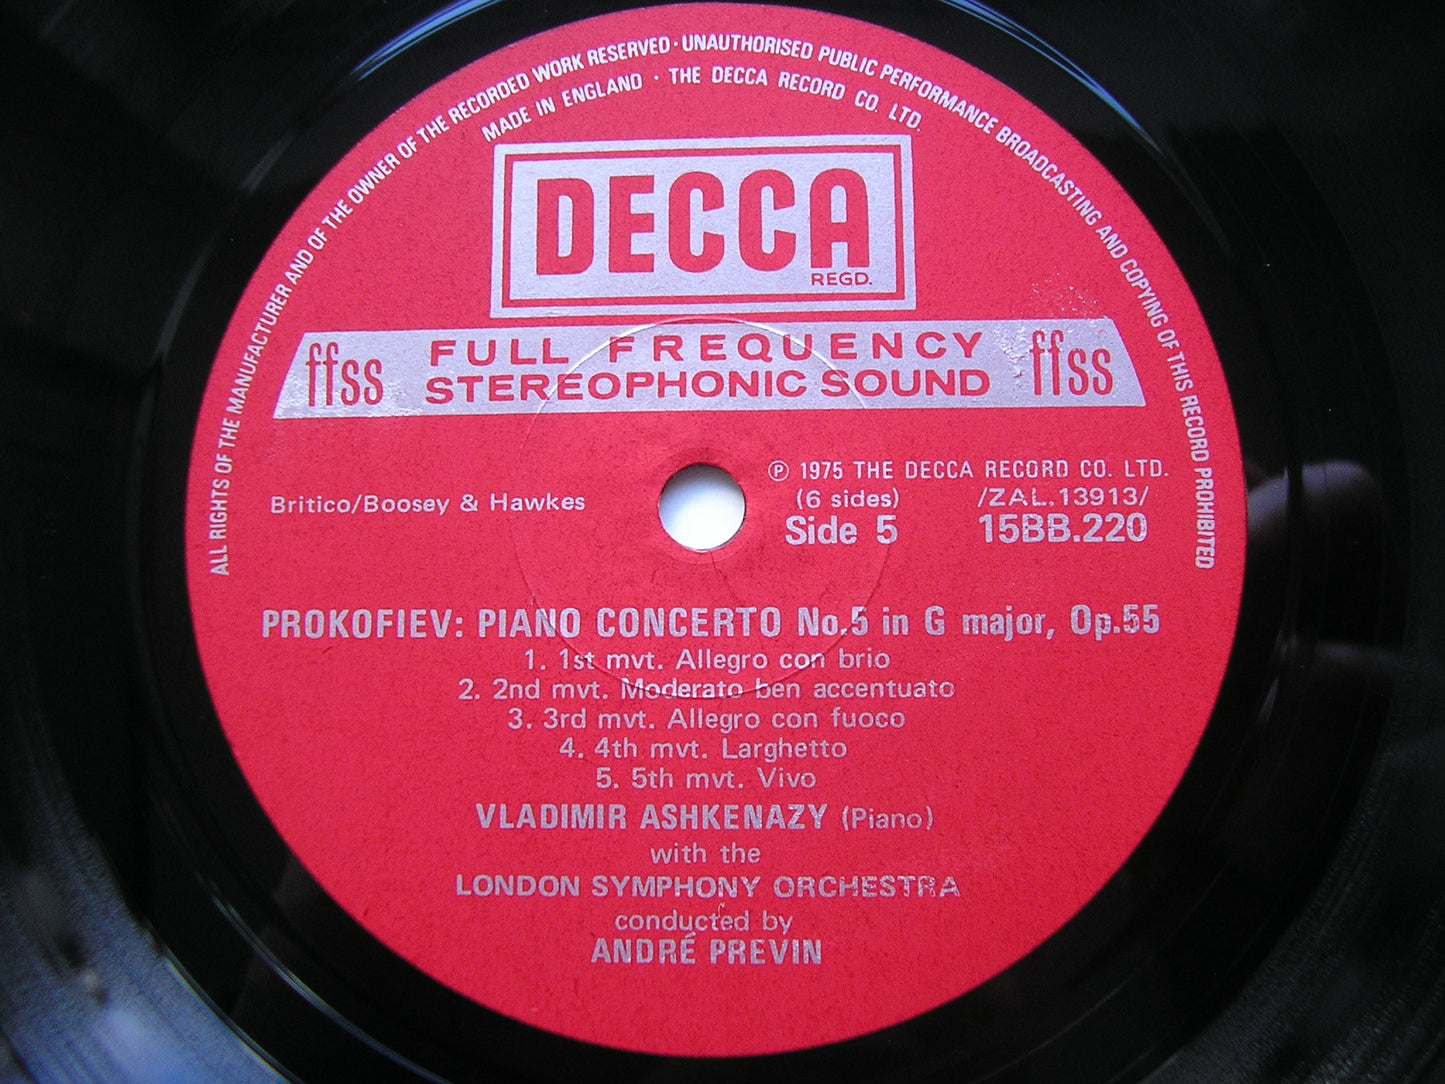 ALL RIGHTS OF THE MANUFACTURER AND OF THE OWNER OF THE RECORDED WORK RESERVED · UNAUTHORISED PUBLIC PERFORMANCE BROADCASTING AND COPYING OF THIS RECORD PROHIBITED
MADE IN ENGLAND · THE DECCA RECORD CO. LTD.
DECCA
REGD.
ffss FULL FREQUENCY ffss
STEREOPHONIC SOUND
℗ 1975 THE DECCA RECORD CO. LTD.
Britico/Boosey & Hawkes (6 sides) /ZAL.13913/
Side 5 15BB.220
PROKOFIEV: PIANO CONCERTO No.5 in G major, Op.55
1. 1st mvt. Allegro con brio
2. 2nd mvt. Moderato ben accentuato
3. 3rd mvt. Allegro con fuoco
4. 4th mvt. Larghetto
5. 5th mvt. Vivo
VLADIMIR ASHKENAZY (Piano)
with the
LONDON SYMPHONY ORCHESTRA
conducted by
ANDRÉ PREVIN